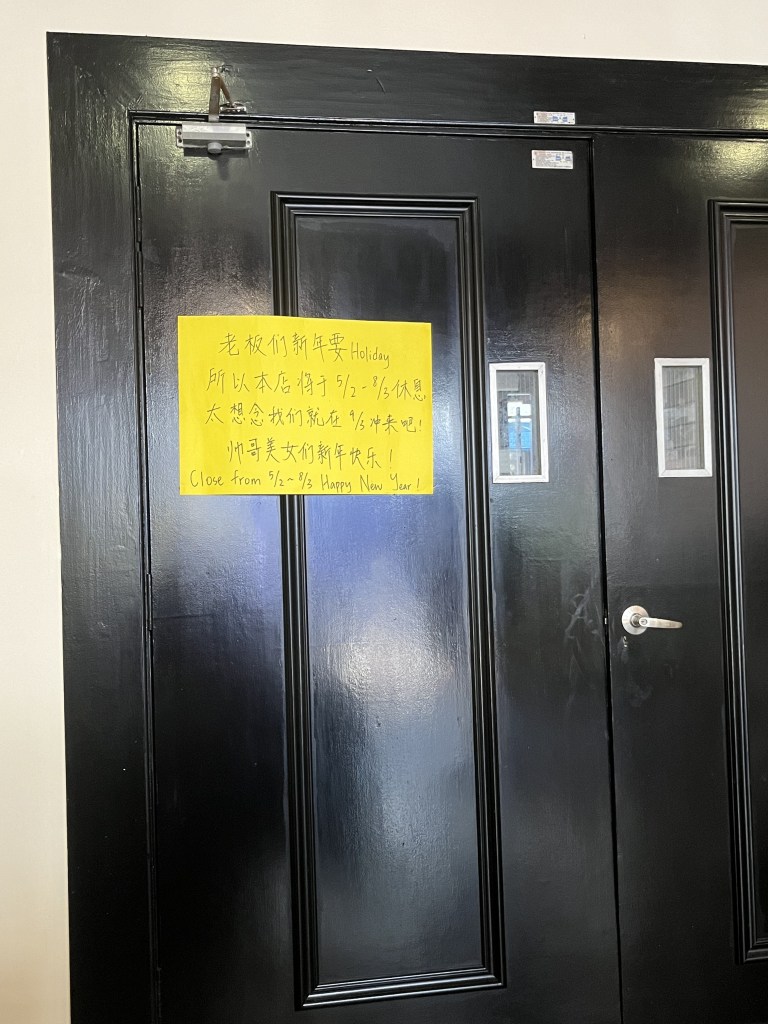 老板们新年要Holiday
所以本店将于5/2-8/3休息
太想念我们就在9/3冲来吧!
帅哥美女们新年快乐!
Close from 5/2~8/3 Happy New Year!